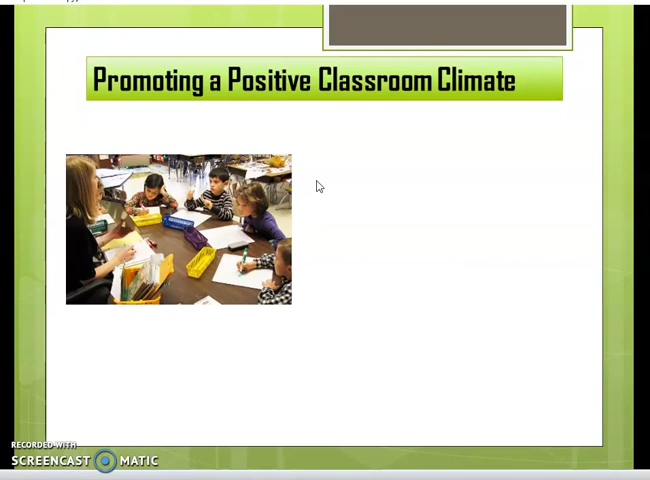 Promoting a Positive Classroom Climate
RECORDED WITH
SCREENCAST MATIC